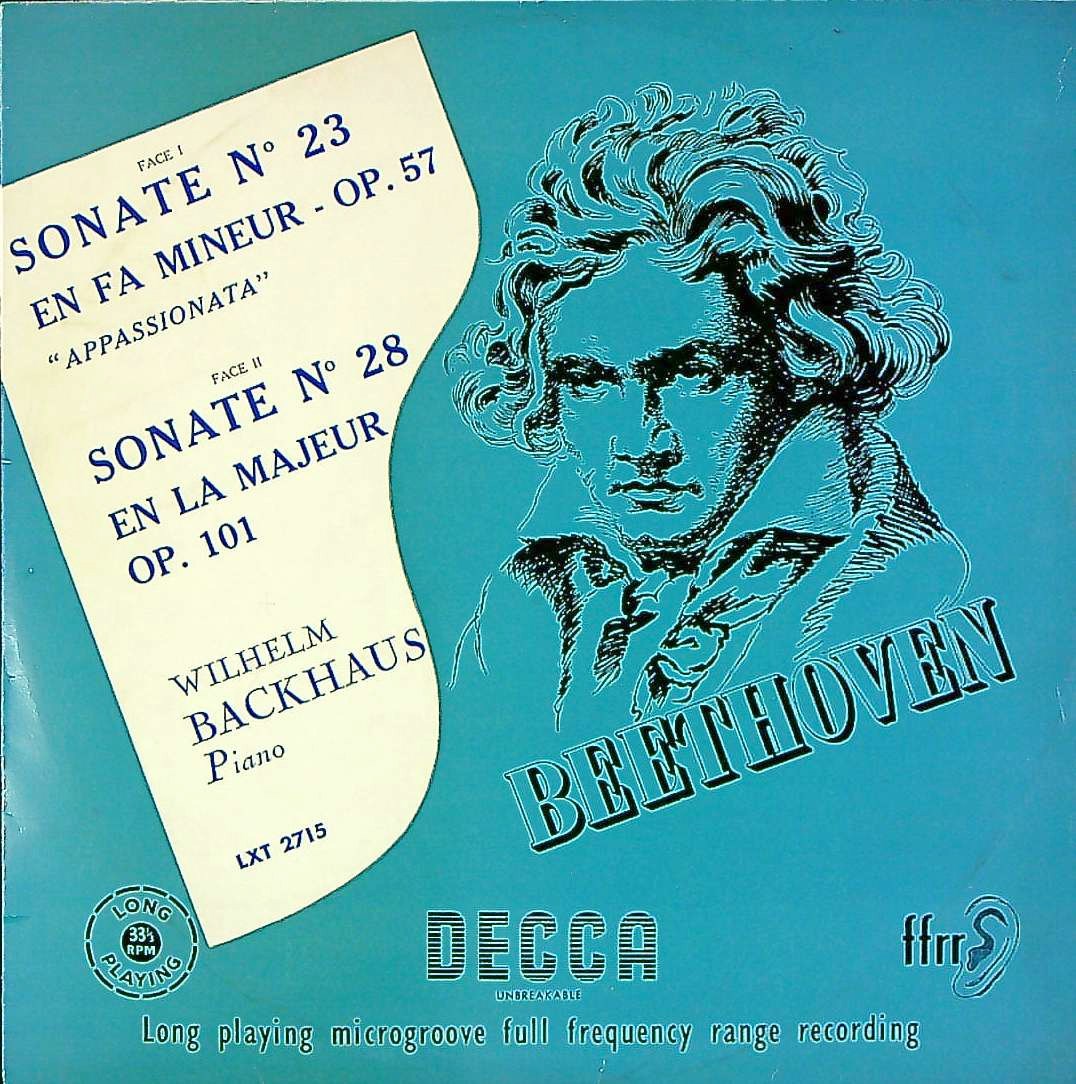 FACE I
SONATE Nº 23
EN FA MINEUR - OP. 57
“APPASSIONATA”
FACE II
SONATE Nº 28
EN LA MAJEUR
OP. 101
WILHELM
BACKHAUS
Piano
LXT 2715
BEETHOVEN
LONG
33⅓
RPM
PLAYING
DECCA
UNBREAKABLE
ffrr
Long playing microgroove full frequency range recording